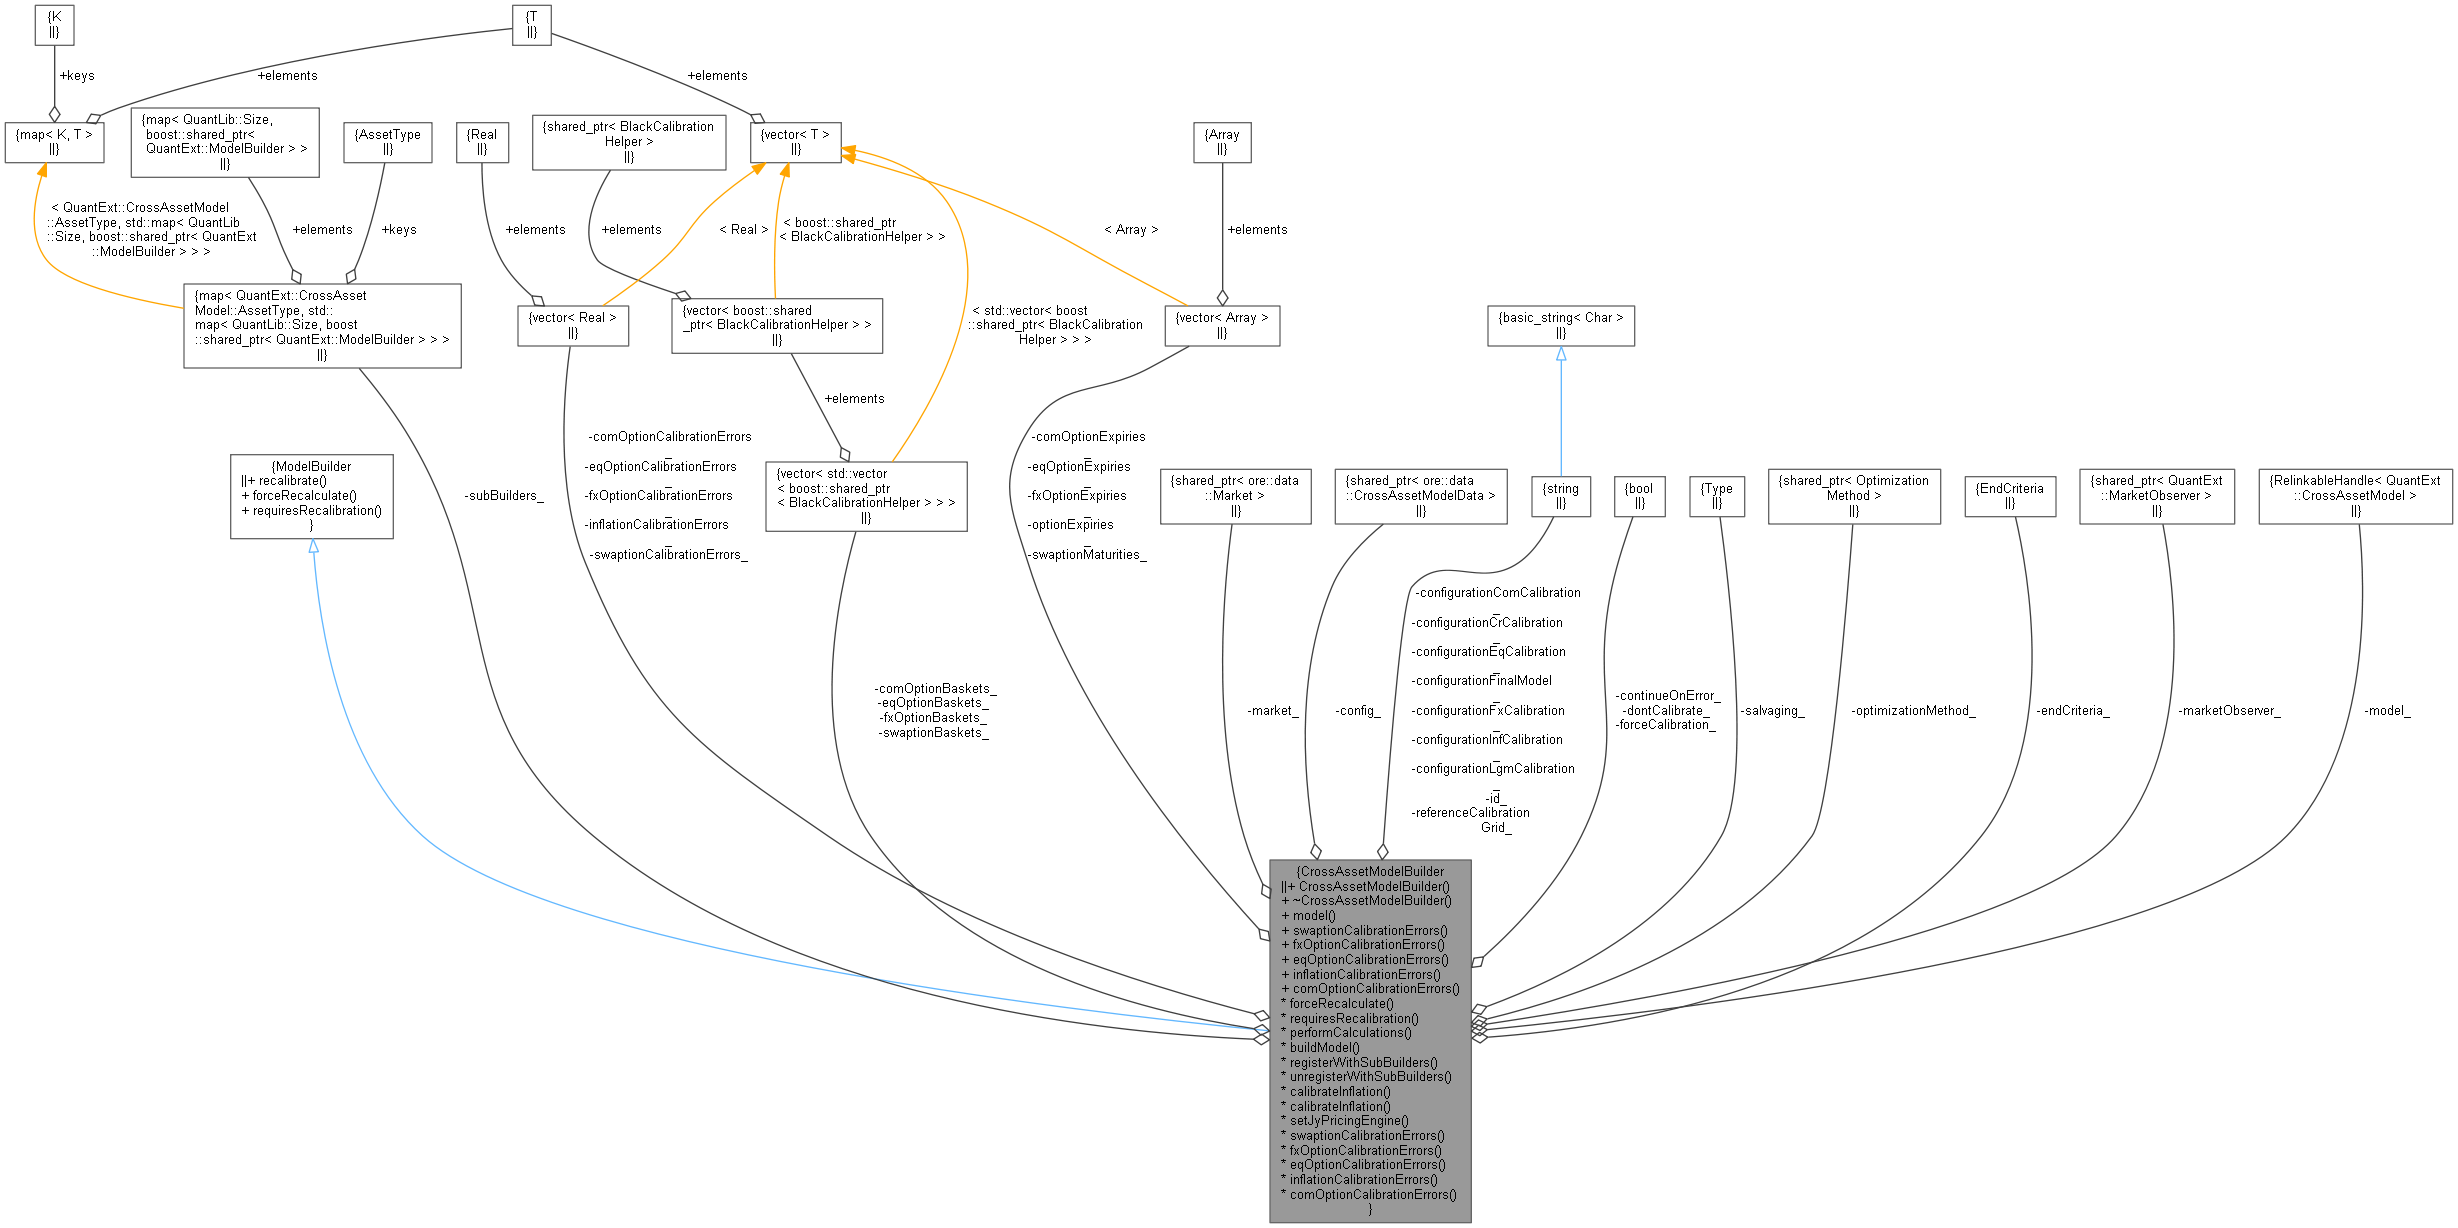 {K
||}
{T
||}
+keys
+elements
+elements
{map< K, T >
||}
{map< QuantLib::Size,
boost::shared_ptr<
QuantExt::ModelBuilder > >
||}
{AssetType
||}
{Real
||}
{shared_ptr< BlackCalibration
Helper >
||}
{vector< T >
||}
{Array
||}
< QuantExt::CrossAssetModel
::AssetType, std::map< QuantLib
::Size, boost::shared_ptr< QuantExt
::ModelBuilder > > >
+elements
+keys
+elements
+elements
< Real >
< boost::shared_ptr
< BlackCalibrationHelper > >
< Array >
+elements
{map< QuantExt::CrossAsset
Model::AssetType, std::
map< QuantLib::Size, boost
::shared_ptr< QuantExt::ModelBuilder > > >
||}
{vector< Real >
||}
{vector< boost::shared
_ptr< BlackCalibrationHelper > >
||}
< std::vector< boost
::shared_ptr< BlackCalibration
Helper > > >
{vector< Array >
||}
{basic_string< Char >
||}
+elements
{ModelBuilder
||+ recalibrate()
+ forceRecalculate()
+ requiresRecalibration()
}
-subBuilders_
-comOptionCalibrationErrors
_
-eqOptionCalibrationErrors
_
-fxOptionCalibrationErrors
_
-inflationCalibrationErrors
_
-swaptionCalibrationErrors_
{vector< std::vector
< boost::shared_ptr
< BlackCalibrationHelper > > >
||}
-comOptionExpiries
_
-eqOptionExpiries
_
-fxOptionExpiries
_
-optionExpiries
_
-swaptionMaturities_
{shared_ptr< ore::data
::Market >
||}
{shared_ptr< ore::data
::CrossAssetModelData >
||}
{string
||}
{bool
||}
{Type
||}
{shared_ptr< Optimization
Method >
||}
{EndCriteria
||}
{shared_ptr< QuantExt
::MarketObserver >
||}
{RelinkableHandle< QuantExt
::CrossAssetModel >
||}
-comOptionBaskets_
-eqOptionBaskets_
-fxOptionBaskets_
-swaptionBaskets_
-market_
-config_
-configurationComCalibration
_
-configurationCrCalibration
_
-configurationEqCalibration
_
-configurationFinalModel
_
-configurationFxCalibration
_
-configurationInfCalibration
_
-configurationLgmCalibration
_
-id_
-referenceCalibration
Grid_
-continueOnError_
-dontCalibrate_
-forceCalibration_
-salvaging_
-optimizationMethod_
-endCriteria_
-marketObserver_
-model_
{CrossAssetModelBuilder
||+ CrossAssetModelBuilder()
+ ~CrossAssetModelBuilder()
+ model()
+ swaptionCalibrationErrors()
+ fxOptionCalibrationErrors()
+ eqOptionCalibrationErrors()
+ inflationCalibrationErrors()
+ comOptionCalibrationErrors()
* forceRecalculate()
* requiresRecalibration()
* performCalculations()
* buildModel()
* registerWithSubBuilders()
* unregisterWithSubBuilders()
* calibrateInflation()
* calibrateInflation()
* setJyPricingEngine()
* swaptionCalibrationErrors()
* fxOptionCalibrationErrors()
* eqOptionCalibrationErrors()
* inflationCalibrationErrors()
* comOptionCalibrationErrors()
}